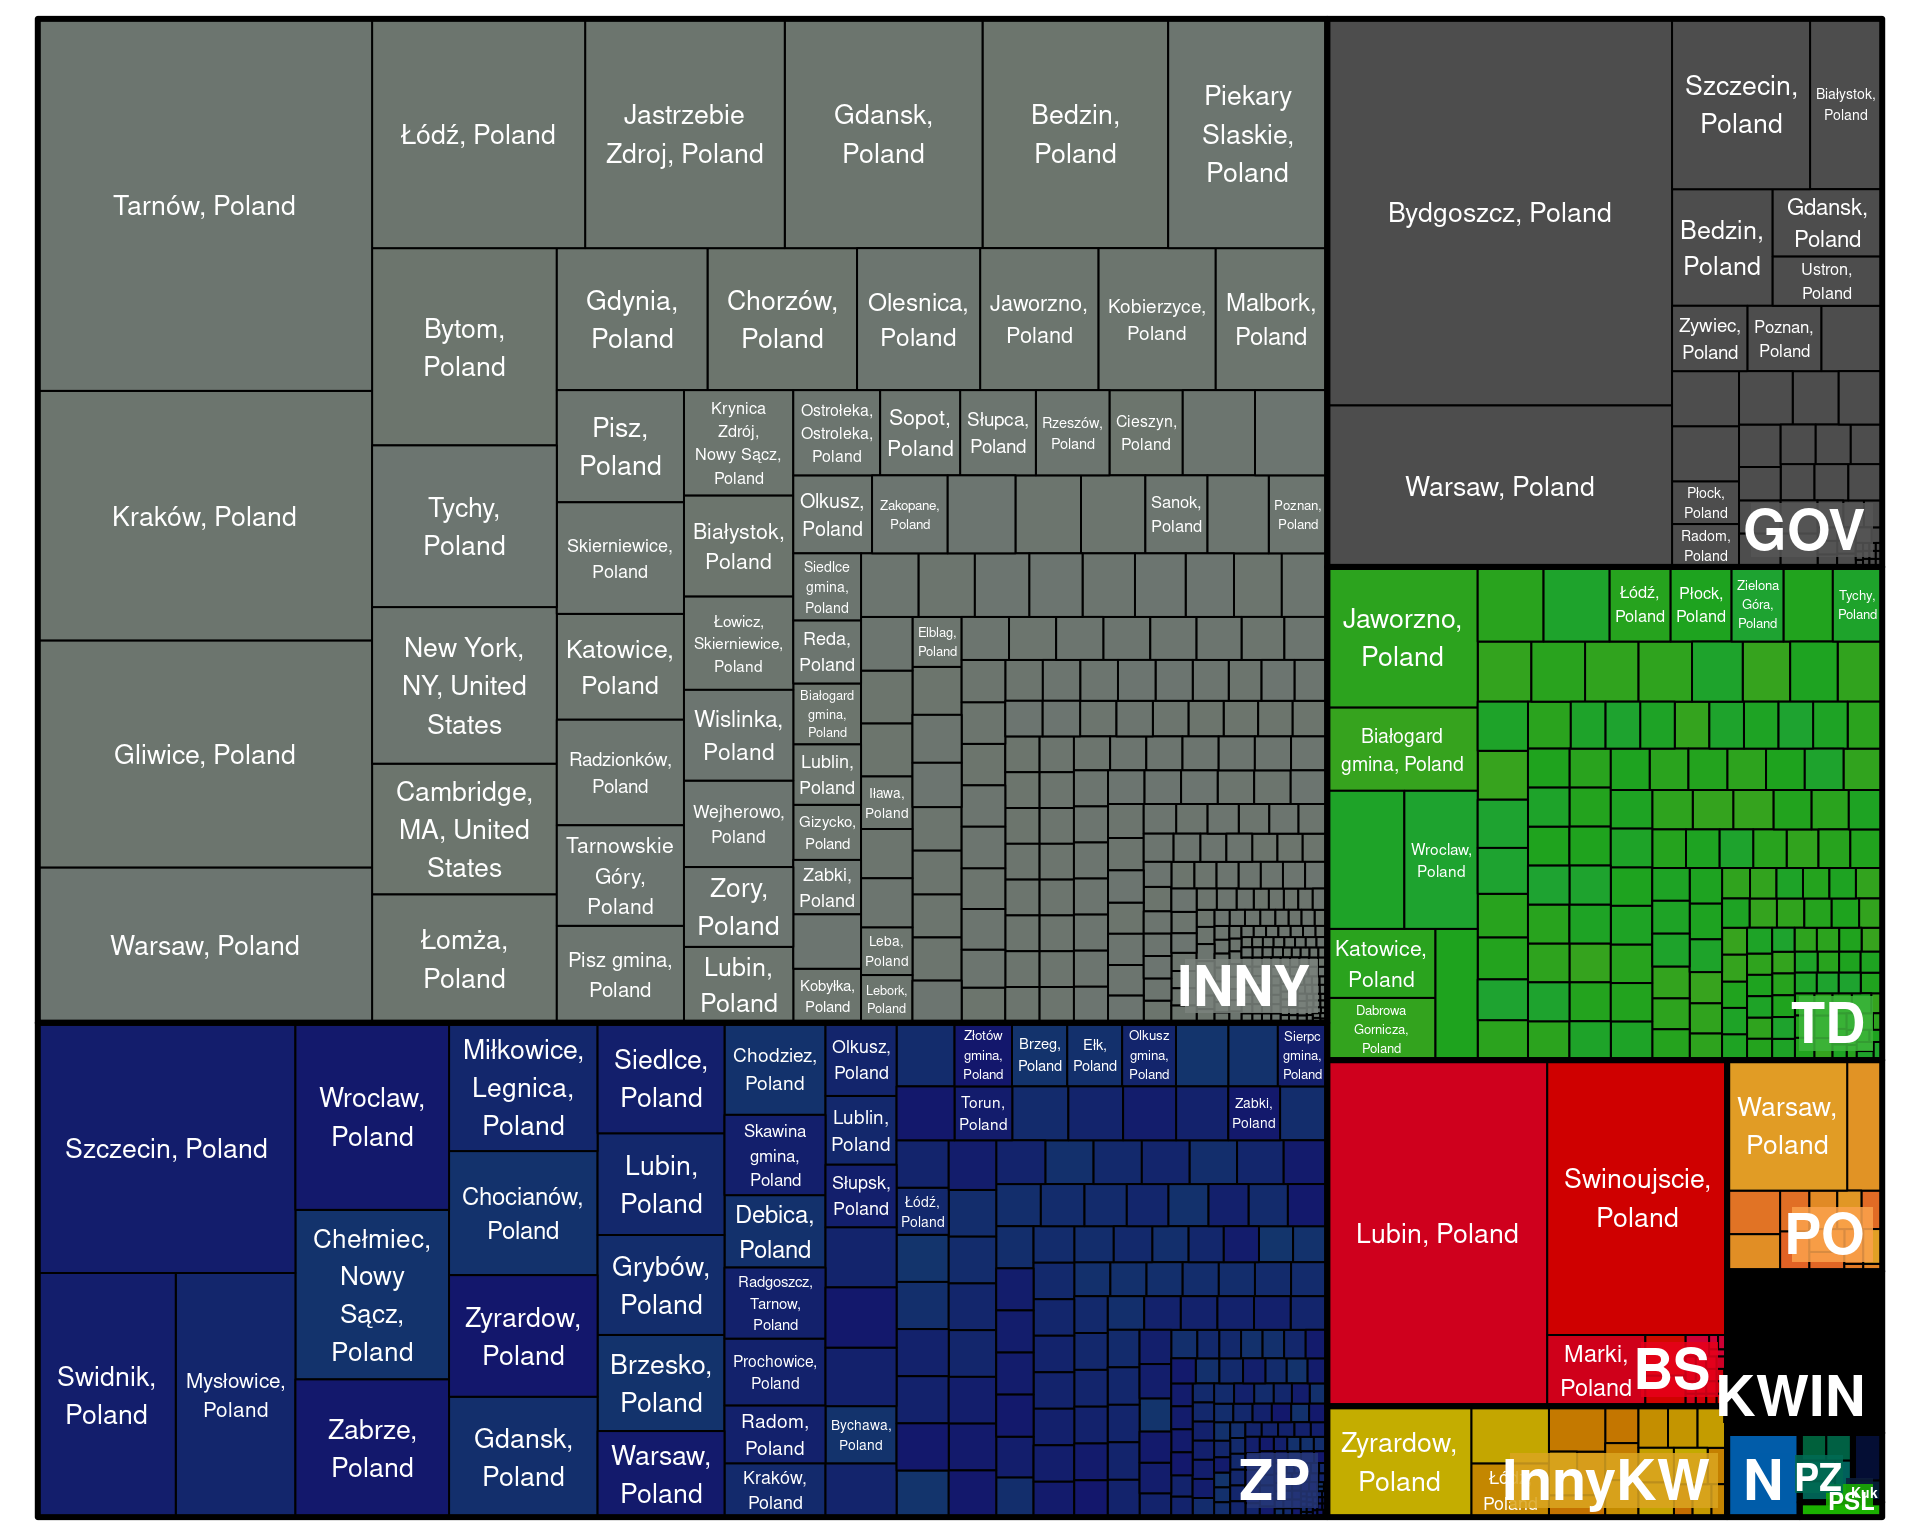 Tarnów, Poland
Kraków, Poland
Gliwice, Poland
Warsaw, Poland
Łódź, Poland
Jastrzebie
Zdroj, Poland
Gdansk,
Poland
Bedzin,
Poland
Piekary
Slaskie,
Poland
Bytom,
Poland
Tychy,
Poland
New York,
NY, United
States
Cambridge,
MA, United
States
Łomża,
Poland
Gdynia,
Poland
Chorzów,
Poland
Olesnica,
Poland
Jaworzno,
Poland
Kobierzyce,
Poland
Malbork,
Poland
Pisz,
Poland
Skierniewice,
Poland
Katowice,
Poland
Radzionków,
Poland
Tarnowskie
Góry,
Poland
Pisz gmina,
Poland
Krynica
Zdrój,
Nowy Sącz,
Poland
Białystok,
Poland
Łowicz,
Skierniewice,
Poland
Wislinka,
Poland
Wejherowo,
Poland
Zory,
Poland
Lubin,
Poland
Ostrołeka,
Ostroleka,
Poland
Sopot,
Poland
Słupca,
Poland
Rzeszów,
Poland
Cieszyn,
Poland
Olkusz,
Poland
Zakopane,
Poland
Sanok,
Poland
Poznan,
Poland
Siedlce
gmina,
Poland
Reda,
Poland
Białogard
gmina,
Poland
Lublin,
Poland
Gizycko,
Poland
Zabki,
Poland
Kobyłka,
Poland
Elblag,
Poland
Iława,
Poland
Leba,
Poland
Lebork,
Poland
INNY
Bydgoszcz, Poland
Warsaw, Poland
Szczecin,
Poland
Białystok,
Poland
Bedzin,
Poland
Gdansk,
Poland
Ustron,
Poland
Zywiec,
Poland
Poznan,
Poland
Płock,
Poland
Radom,
Poland
GOV
Jaworzno,
Poland
Białogard
gmina, Poland
Wroclaw,
Poland
Katowice,
Poland
Dabrowa
Gornicza,
Poland
Łódź,
Poland
Płock,
Poland
Zielona
Góra,
Poland
Tychy,
Poland
TD
Szczecin, Poland
Swidnik,
Poland
Mysłowice,
Poland
Wroclaw,
Poland
Chełmiec,
Nowy
Sącz,
Poland
Zabrze,
Poland
Miłkowice,
Legnica,
Poland
Chocianów,
Poland
Zyrardow,
Poland
Gdansk,
Poland
Siedlce,
Poland
Lubin,
Poland
Grybów,
Poland
Brzesko,
Poland
Warsaw,
Poland
Chodziez,
Poland
Skawina
gmina,
Poland
Debica,
Poland
Radgoszcz,
Tarnow,
Poland
Prochowice,
Poland
Radom,
Poland
Kraków,
Poland
Olkusz,
Poland
Lublin,
Poland
Słupsk,
Poland
Bychawa,
Poland
Łódź,
Poland
Złotów
gmina,
Poland
Brzeg,
Poland
Ełk,
Poland
Olkusz
gmina,
Poland
Sierpc
gmina,
Poland
Torun,
Poland
Zabki,
Poland
ZP
Lubin, Poland
Swinoujscie,
Poland
Marki,
Poland
BS
Warsaw,
Poland
PO
KWIN
Zyrardow,
Poland
Poland
InnyKW
N
PZ
Kuk
PSL